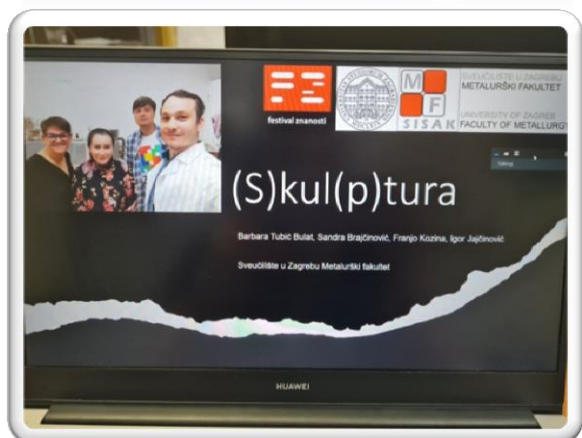 festival znanosti
M
F
SISAK
SVEUČILIŠTE U ZAGREBU
METALURŠKI FAKULTET
UNIVERSITY OF ZAGREB
FACULTY OF METALLURGY
Talking:
(S)kul(p)tura
Barbara Tubić Bulat, Sandra Brajčinović, Franjo Kozina, Igor Jajčinović
Sveučilište u Zagrebu Metalurški fakultet
HUAWEI